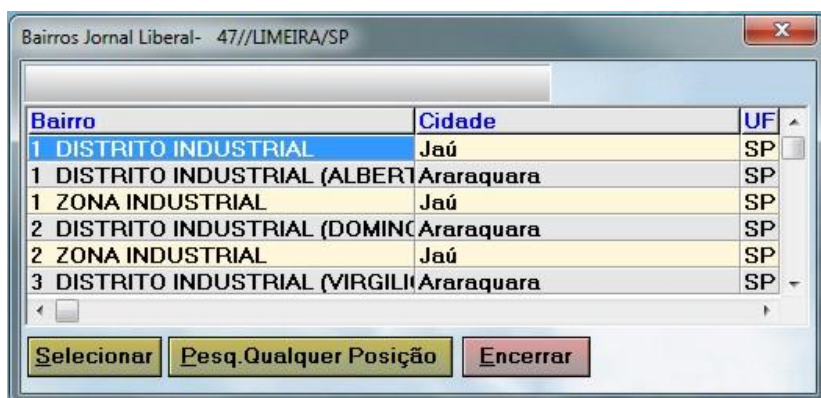 Bairros Jornal Liberal- 47//LIMEIRA/SP
Bairro Cidade UF
1 DISTRITO INDUSTRIAL Jaú SP
1 DISTRITO INDUSTRIAL (ALBERT Araraquara SP
1 ZONA INDUSTRIAL Jaú SP
2 DISTRITO INDUSTRIAL (DOMING Araraquara SP
2 ZONA INDUSTRIAL Jaú SP
3 DISTRITO INDUSTRIAL (VIRGILI Araraquara SP
Selecionar Pesq.Qualquer Posição Encerrar